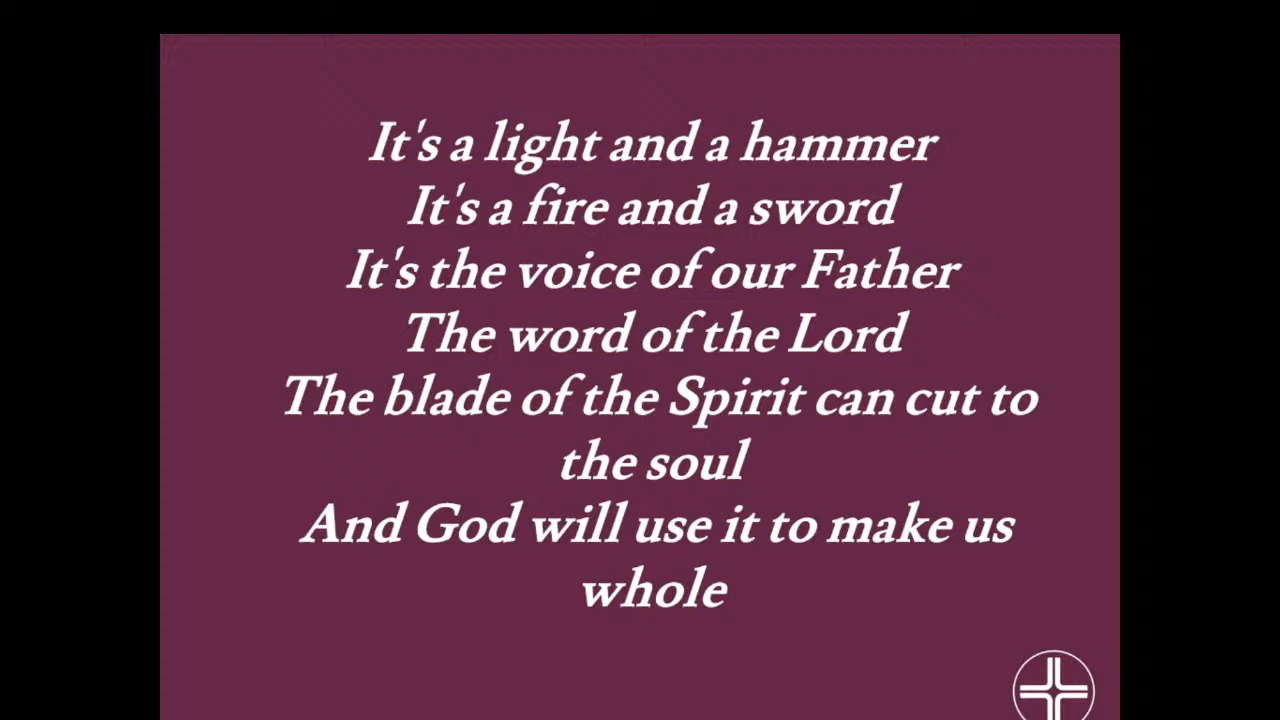 It's a light and a hammer
It's a fire and a sword
It's the voice of our Father
The word of the Lord
The blade of the Spirit can cut to
the soul
And God will use it to make us
whole